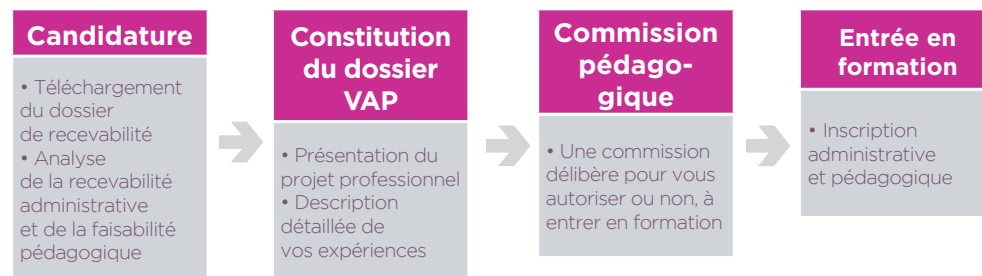 Candidature
• Téléchargement
du dossier
de recevabilité
• Analyse
de la recevabilité
administrative
et de la faisabilité
pédagogique
Constitution
du dossier
VAP
• Présentation du
projet professionnel
• Description
détaillée de
vos expériences
Commission
pédago-
gique
• Une commission
délibère pour vous
autoriser ou non, à
entrer en formation
Entrée en
formation
• Inscription
administrative
et pédagogique